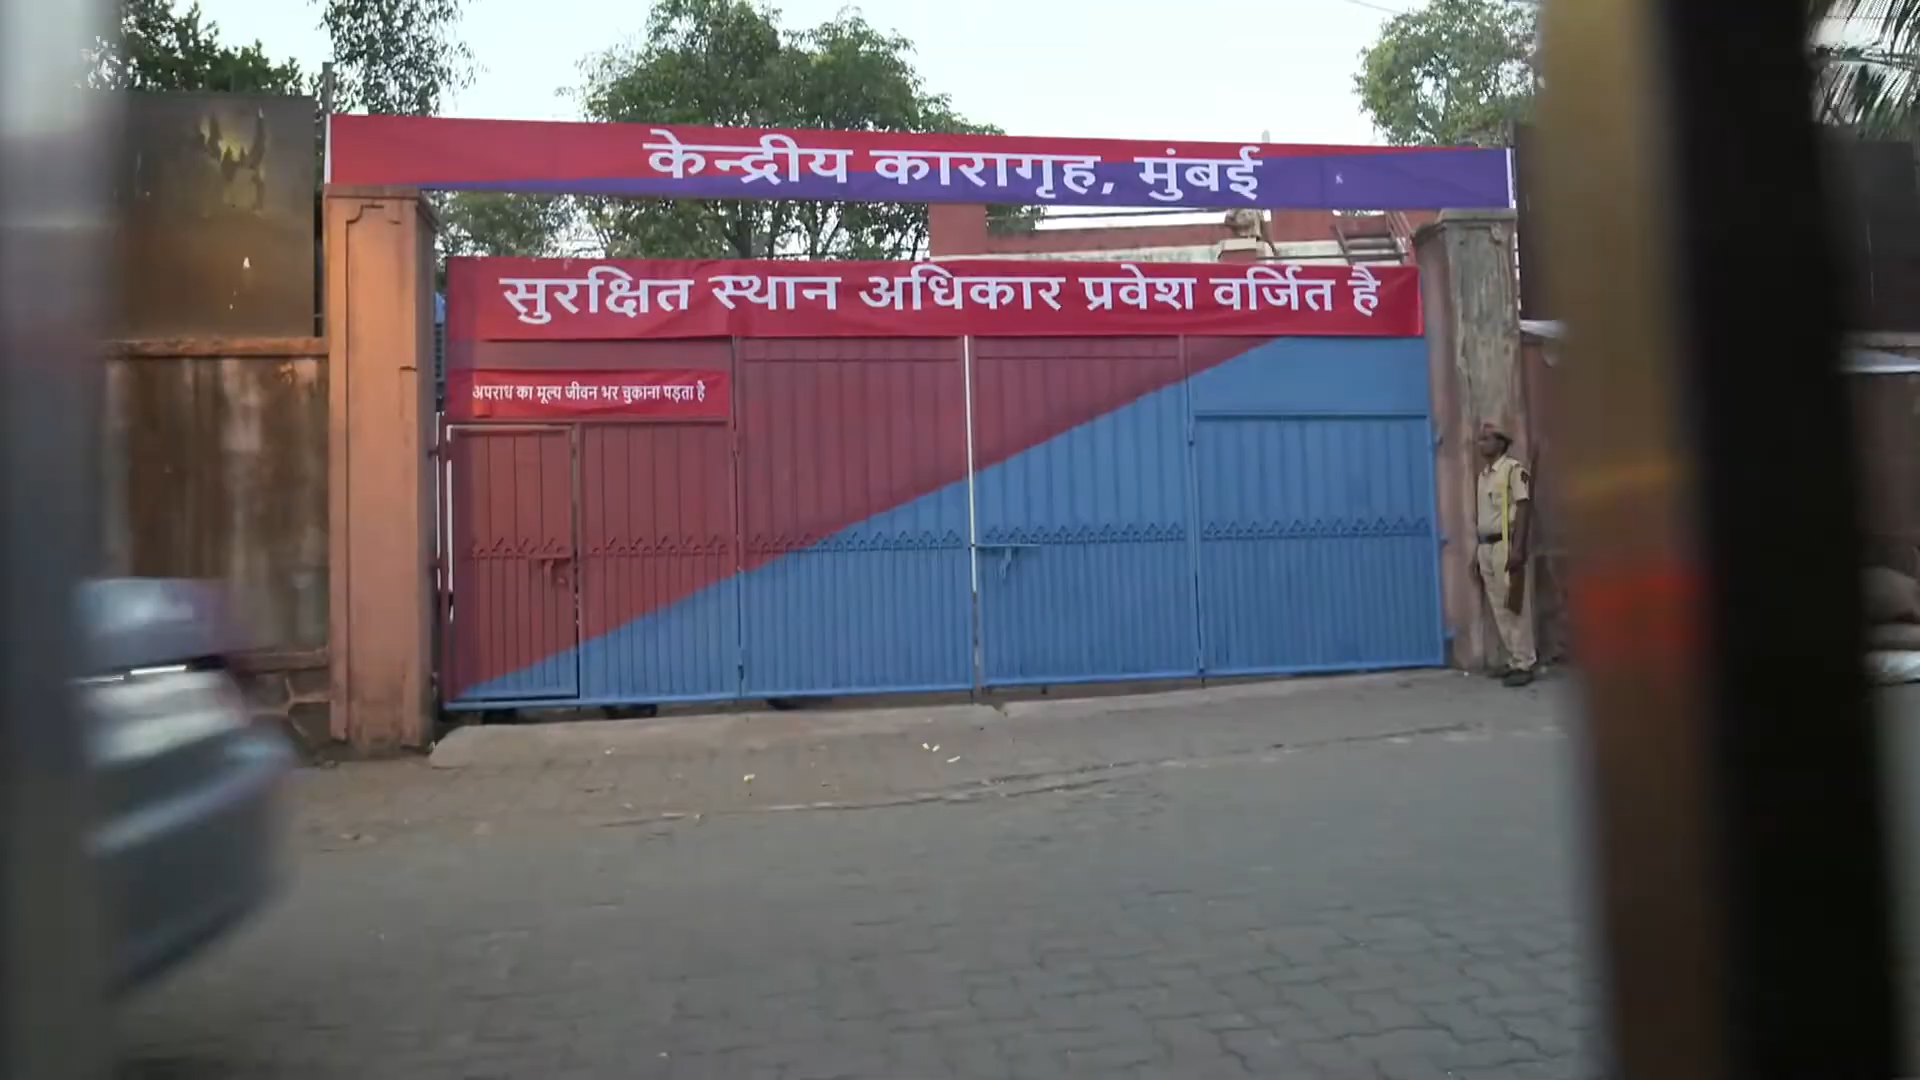 केन्द्रीय कारागृह, मुंबई
सुरक्षित स्थान अधिकार प्रवेश वर्जित है
अपराध का मूल्य जीवन भर चुकाना पड़ता है